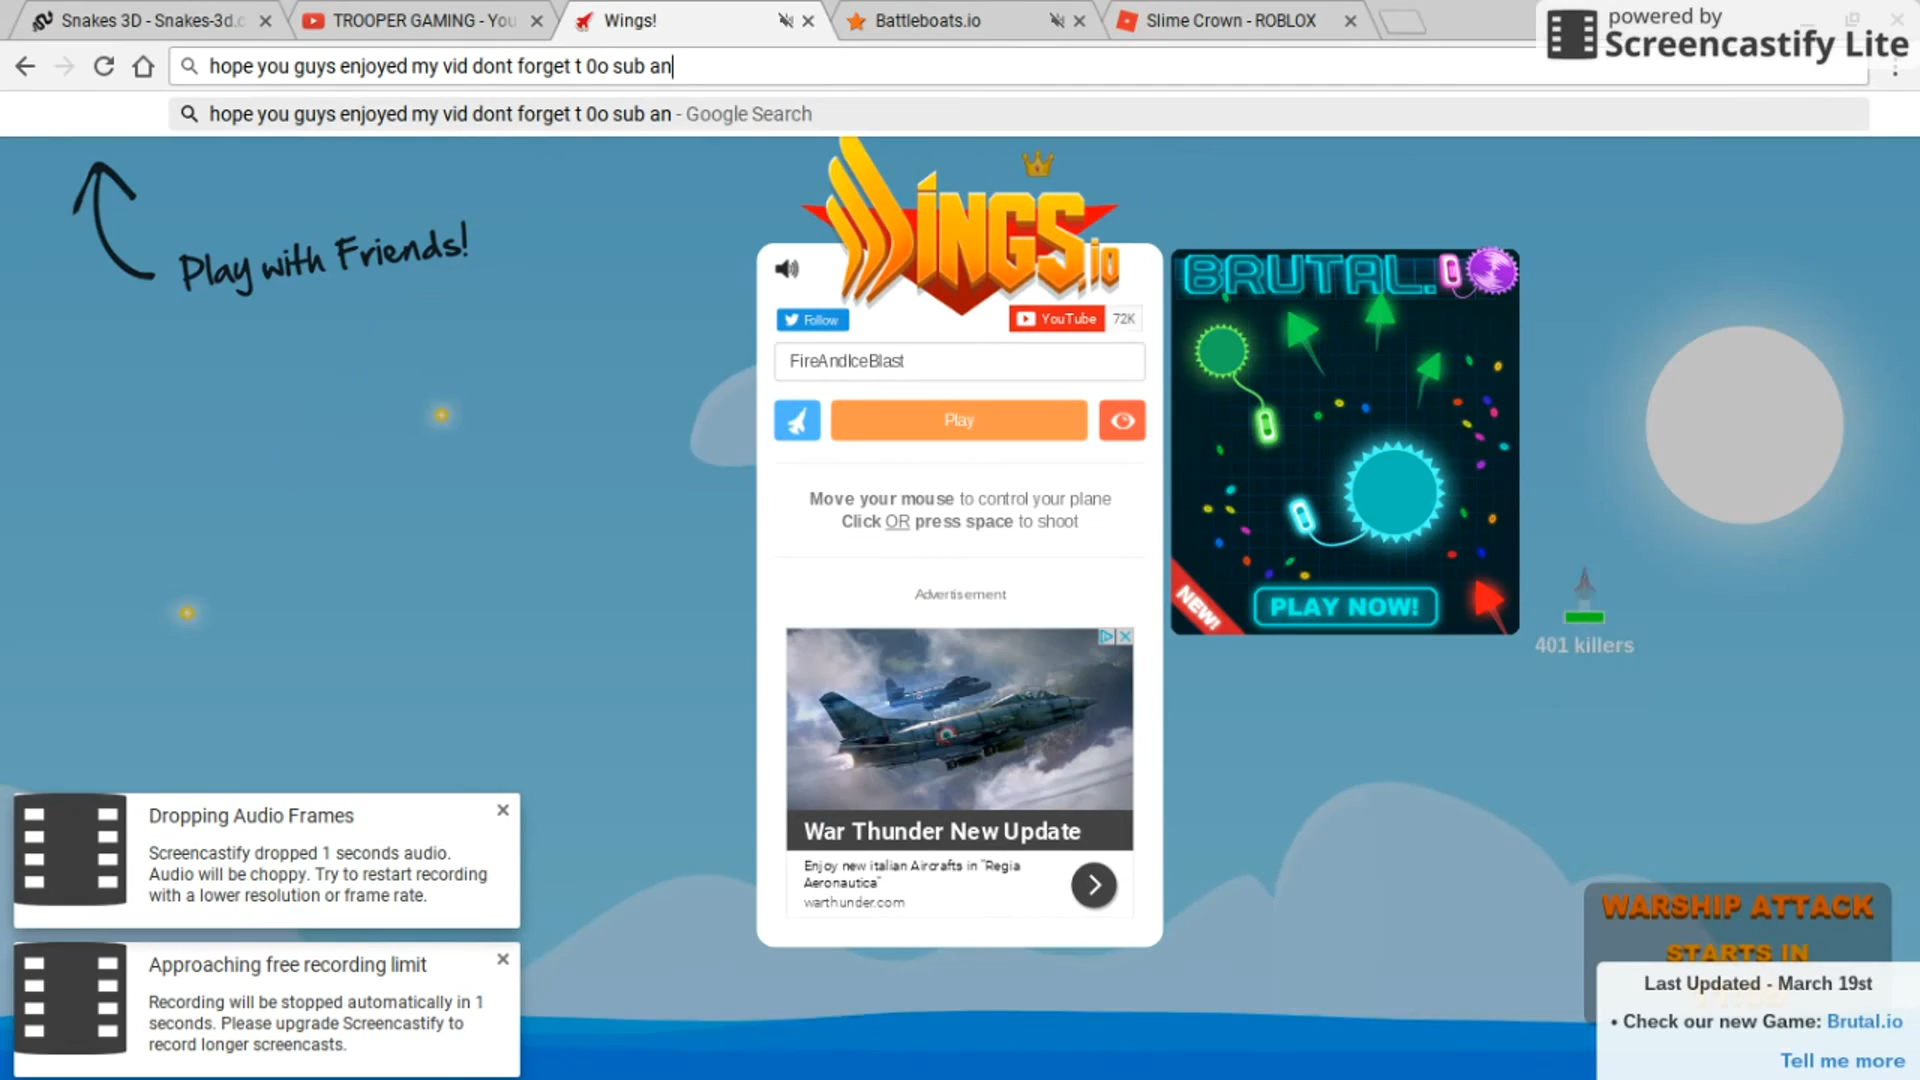 Snakes 3D - Snakes-3d.c
TROOPER GAMING - You
Wings!
Battleboats.io
Slime Crown - ROBLOX
powered by
Screencastify Lite
hope you guys enjoyed my vid dont forget t 0o sub an
hope you guys enjoyed my vid dont forget t 0o sub an - Google Search
Play with Friends!
WINGS.io
Follow
YouTube 72K
FireAndIceBlast
Play
Move your mouse to control your plane
Click OR press space to shoot
Advertisement
War Thunder New Update
Enjoy new italian Aircrafts in "Regia
Aeronautica"
warthunder.com
BRUTAL.
NEW!
PLAY NOW!
401 killers
Dropping Audio Frames
Screencastify dropped 1 seconds audio.
Audio will be choppy. Try to restart recording
with a lower resolution or frame rate.
Approaching free recording limit
Recording will be stopped automatically in 1
seconds. Please upgrade Screencastify to
record longer screencasts.
WARSHIP ATTACK
STARTS IN
Last Updated - March 19st
• Check our new Game: Brutal.io
Tell me more